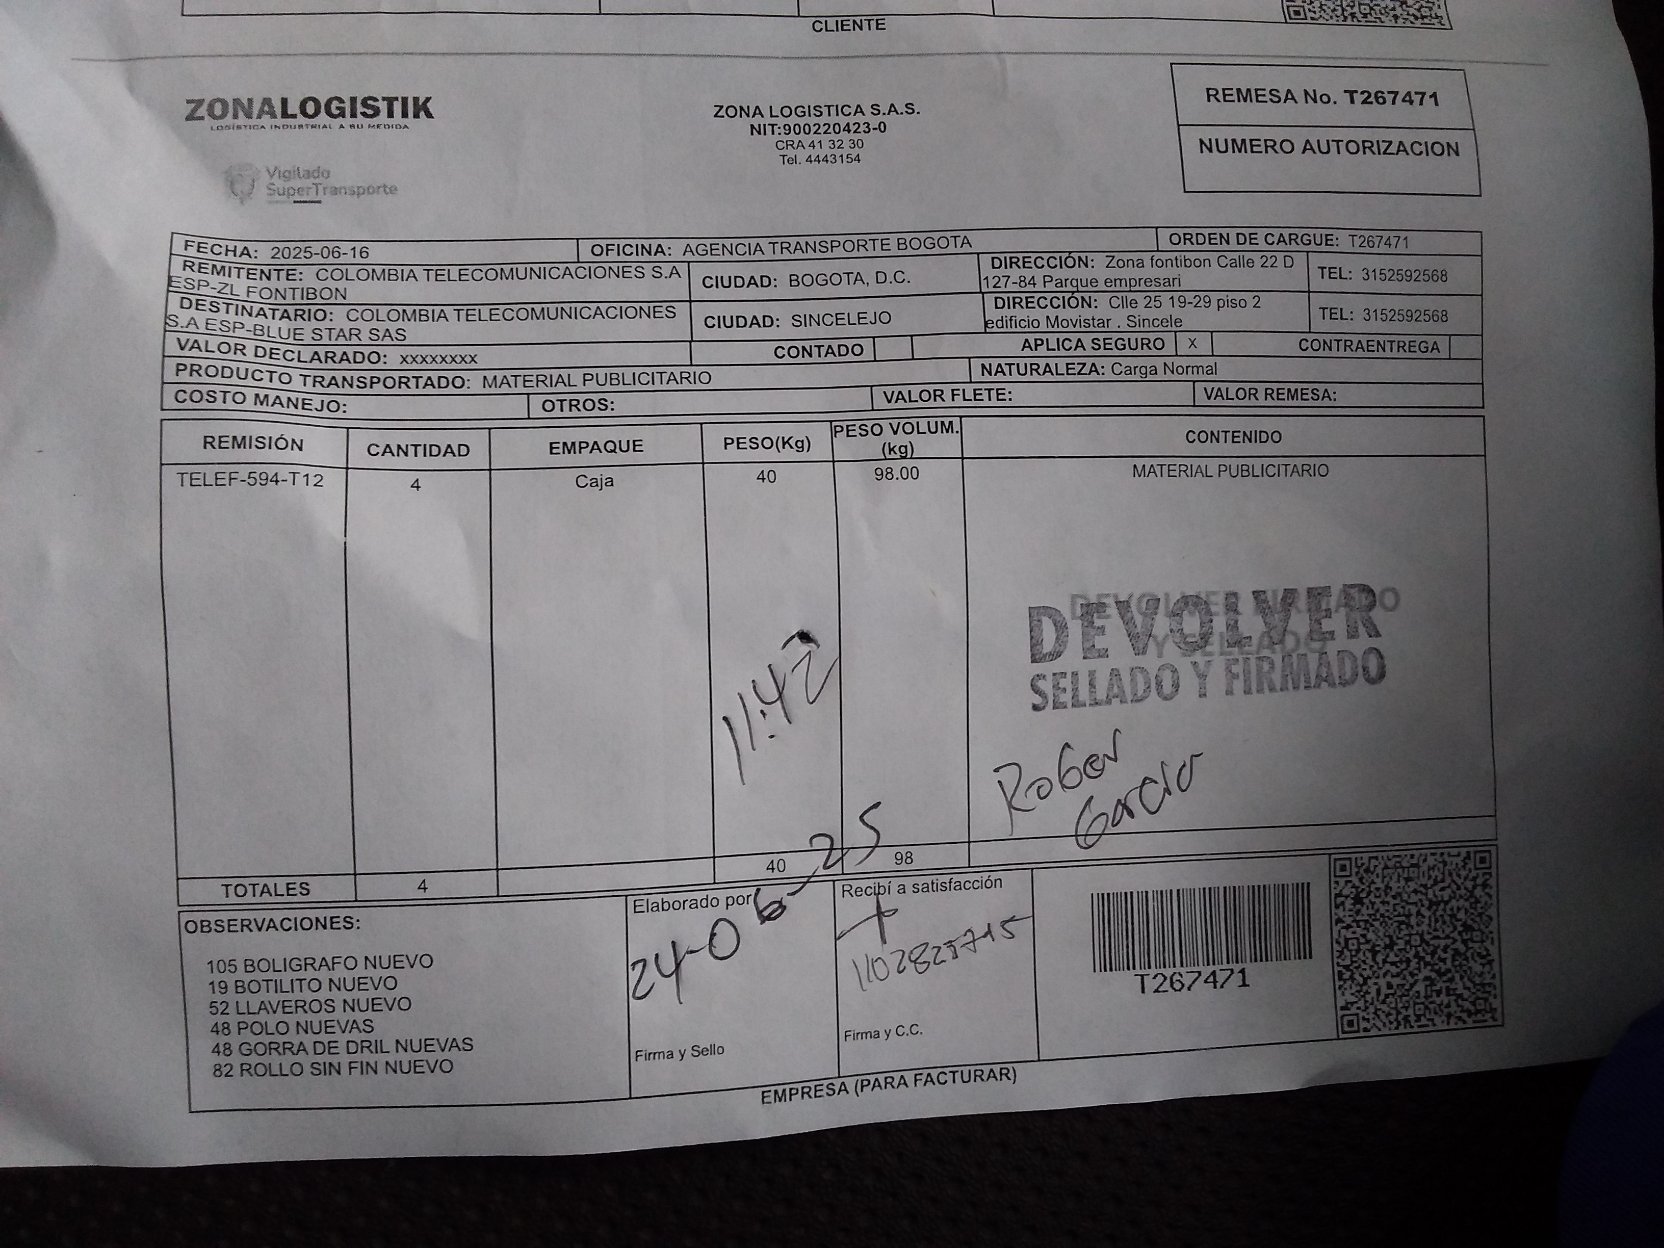 CLIENTE
ZONALOGISTIK
LOGÍSTICA INDUSTRIAL A SU MEDIDA
Vigilado
SuperTransporte
ZONA LOGISTICA S.A.S.
NIT:900220423-0
CRA 41 32 30
Tel. 4443154
REMESA No. T267471
NUMERO AUTORIZACION
FECHA: 2025-06-16 OFICINA: AGENCIA TRANSPORTE BOGOTA ORDEN DE CARGUE: T267471
REMITENTE: COLOMBIA TELECOMUNICACIONES S.A
ESP-ZL FONTIBON
CIUDAD: BOGOTA, D.C.
DIRECCIÓN: Zona fontibon Calle 22 D
127-84 Parque empresari
TEL: 3152592568
DESTINATARIO: COLOMBIA TELECOMUNICACIONES
S.A ESP-BLUE STAR SAS
CIUDAD: SINCELEJO
DIRECCIÓN: Clle 25 19-29 piso 2
edificio Movistar . Sincele
TEL: 3152592568
VALOR DECLARADO: xxxxxxxx CONTADO APLICA SEGURO X CONTRAENTREGA
PRODUCTO TRANSPORTADO: MATERIAL PUBLICITARIO NATURALEZA: Carga Normal
COSTO MANEJO: OTROS: VALOR FLETE: VALOR REMESA:
REMISIÓN CANTIDAD EMPAQUE PESO(Kg) PESO VOLUM.(kg) CONTENIDO
TELEF-594-T12 4 Caja 40 98.00 MATERIAL PUBLICITARIO
DEVOLVER FIRMADO
Y SELLADO
DEVOLVER
SELLADO Y FIRMADO
11:42
Rober
Garcia
TOTALES 4 40 98
OBSERVACIONES:
105 BOLIGRAFO NUEVO
19 BOTILITO NUEVO
52 LLAVEROS NUEVO
48 POLO NUEVAS
48 GORRA DE DRIL NUEVAS
82 ROLLO SIN FIN NUEVO
Elaborado por
24-06-25
Firma y Sello
Recibí a satisfacción
1102825715
Firma y C.C.
T267471
EMPRESA (PARA FACTURAR)